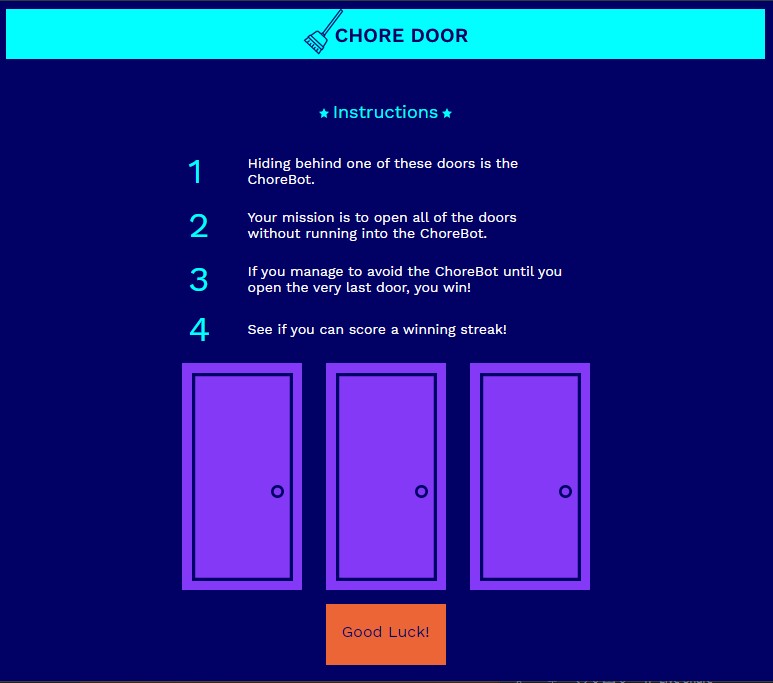 CHORE DOOR
Instructions
1
Hiding behind one of these doors is the
ChoreBot.
2
Your mission is to open all of the doors
without running into the ChoreBot.
3
If you manage to avoid the ChoreBot until you
open the very last door, you win!
4
See if you can score a winning streak!
Good Luck!